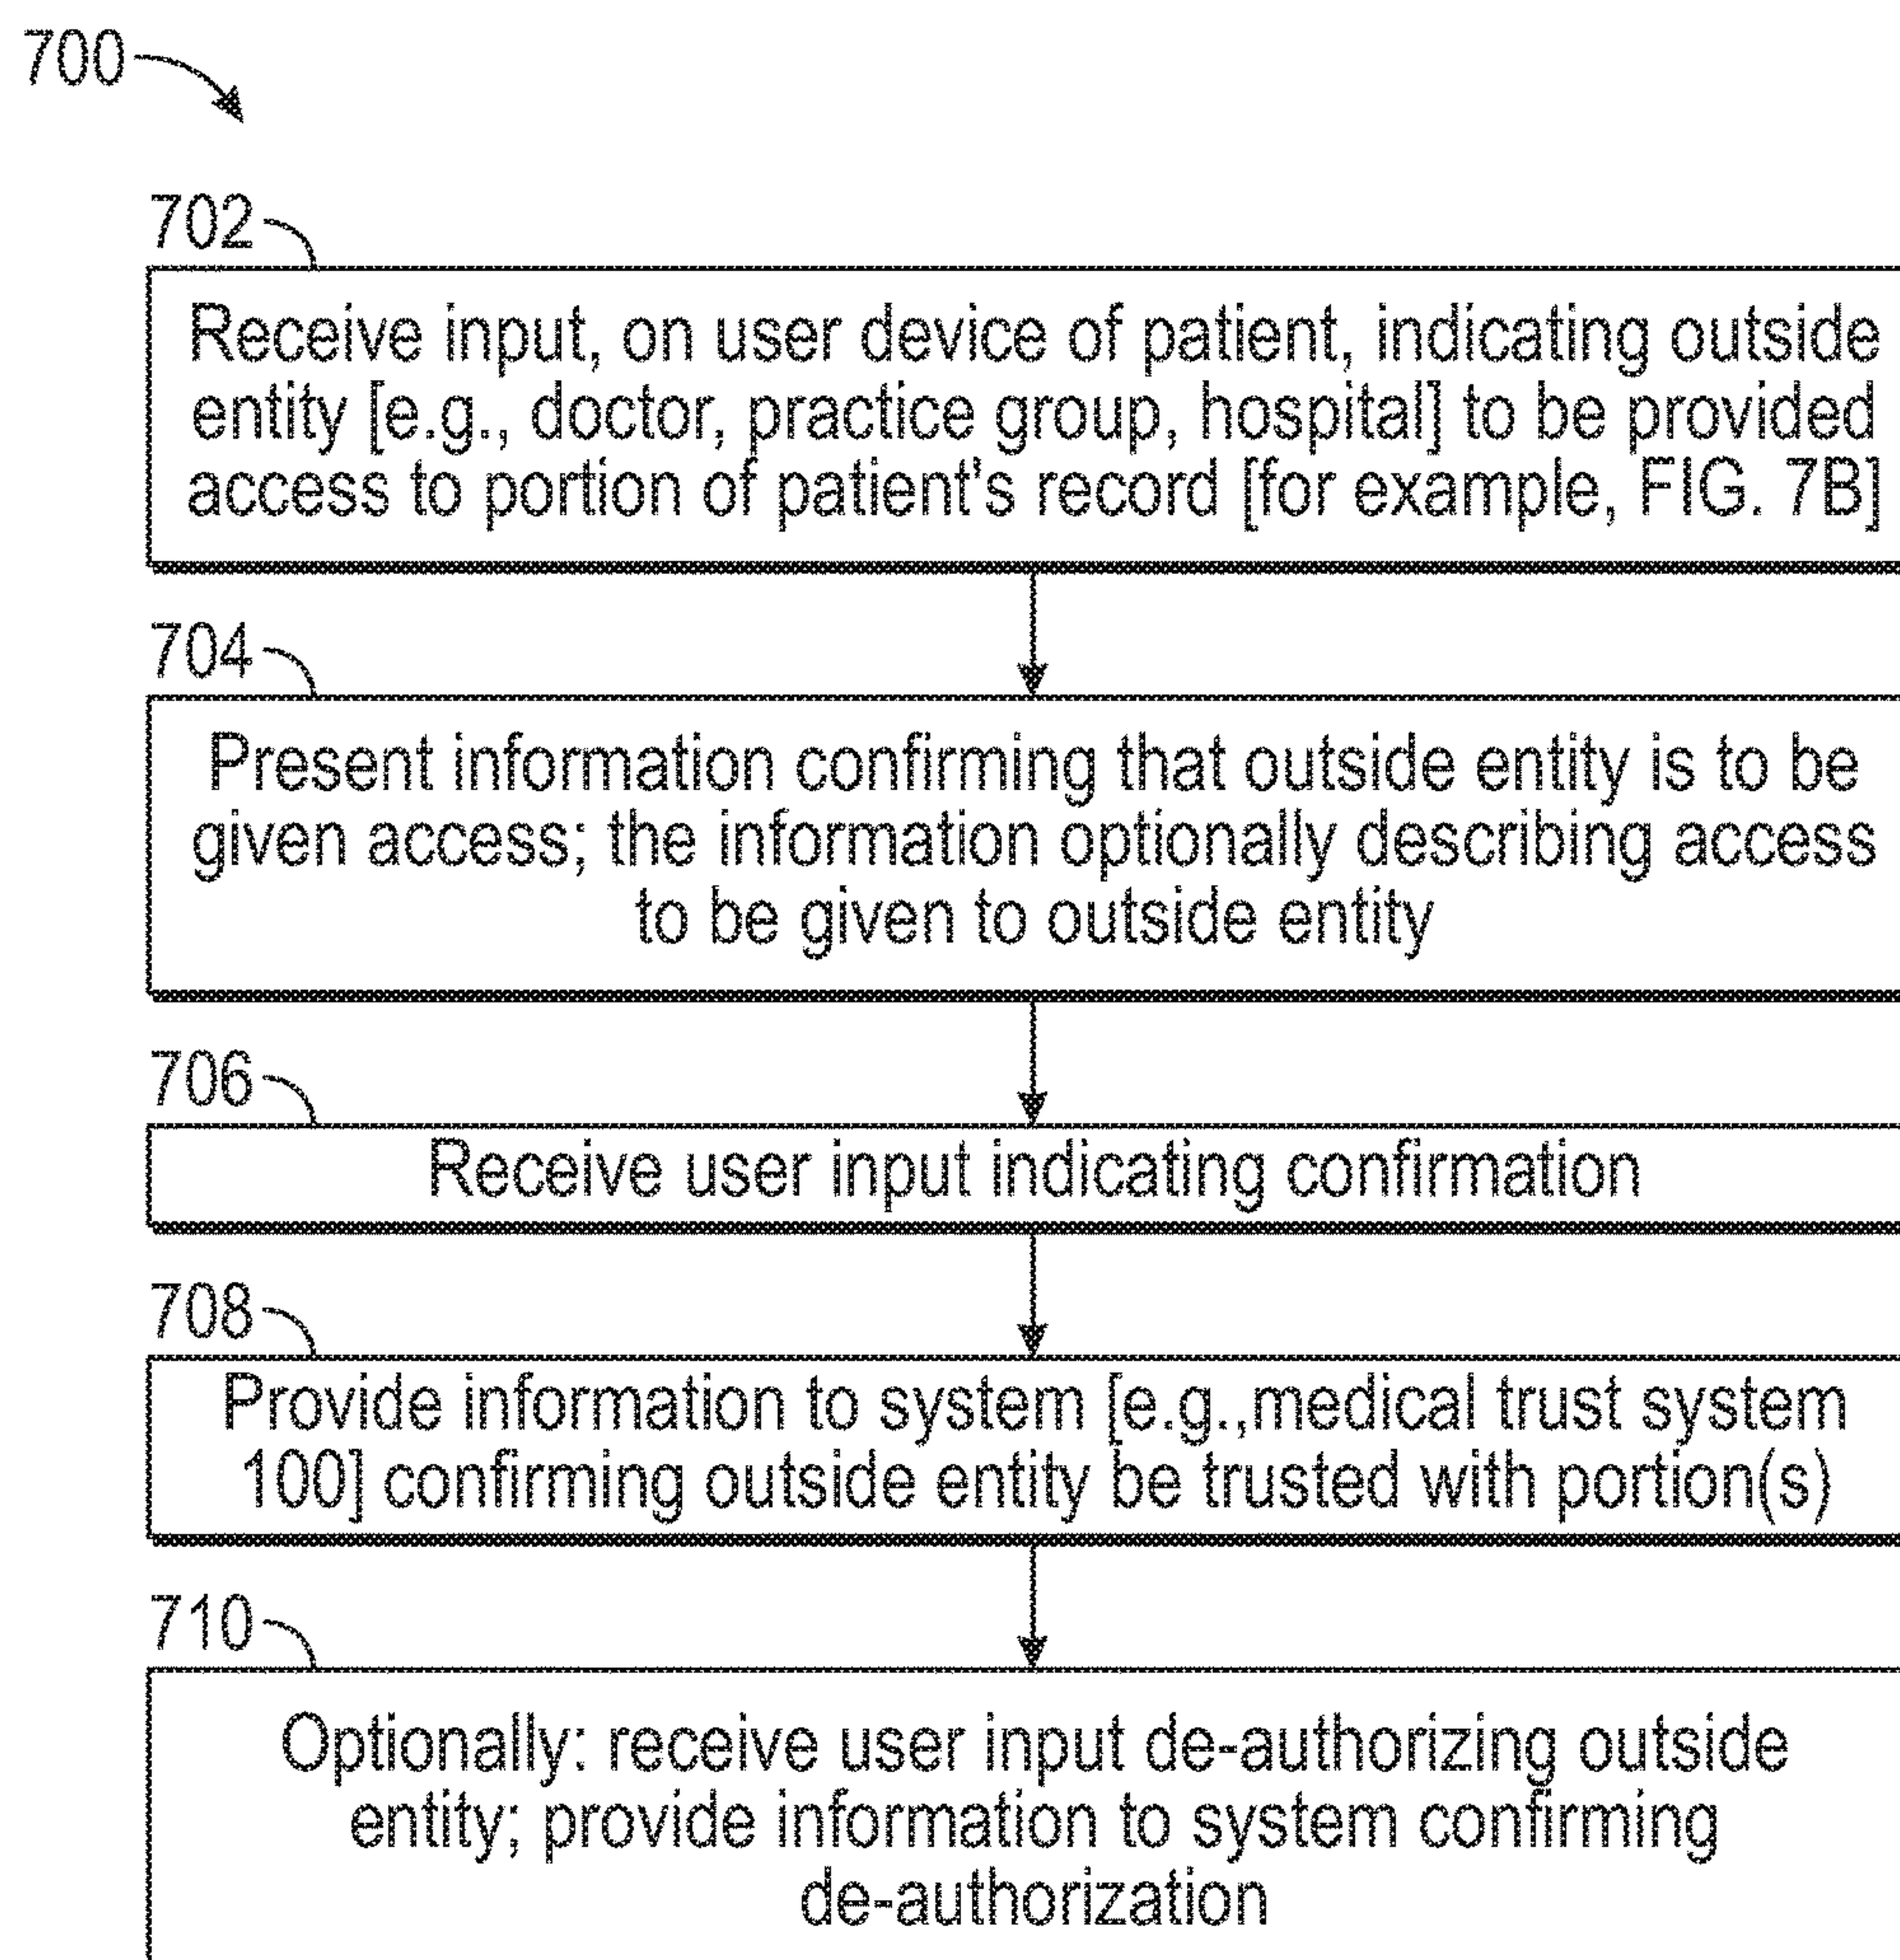 700
702
Receive input, on user device of patient, indicating outside
entity [e.g., doctor, practice group, hospital] to be provided
access to portion of patient's record [for example, FIG. 7B]
704
Present information confirming that outside entity is to be
given access; the information optionally describing access
to be given to outside entity
706
Receive user input indicating confirmation
708
Provide information to system [e.g.,medical trust system
100] confirming outside entity be trusted with portion(s)
710
Optionally: receive user input de-authorizing outside
entity; provide information to system confirming
de-authorization